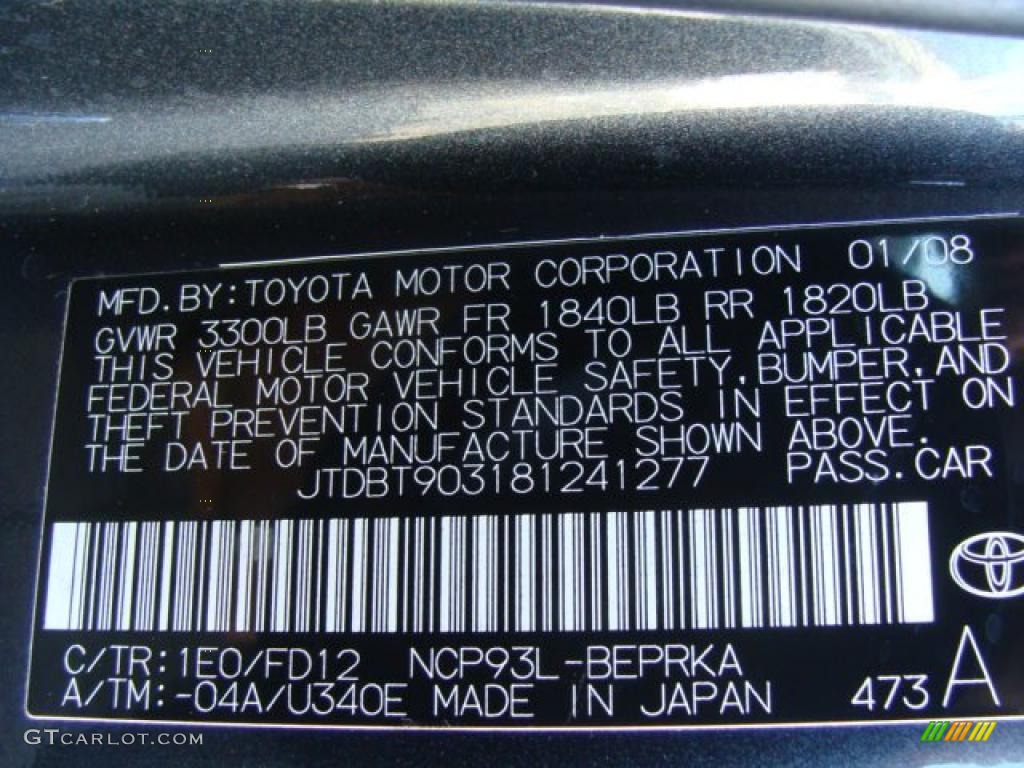 MFD. BY: TOYOTA MOTOR CORPORATION 01/08
GVWR 3300LB GAWR FR 1840LB RR 1820LB
THIS VEHICLE CONFORMS TO ALL APPLICABLE
FEDERAL MOTOR VEHICLE SAFETY, BUMPER, AND
THEFT PREVENTION STANDARDS IN EFFECT ON
THE DATE OF MANUFACTURE SHOWN ABOVE.
JTDBT903181241277 PASS. CAR
C/TR: 1E0/FD12 NCP93L-BEPRKA
A/TM: -04A/U340E MADE IN JAPAN 473 A
GTCARLOT.COM